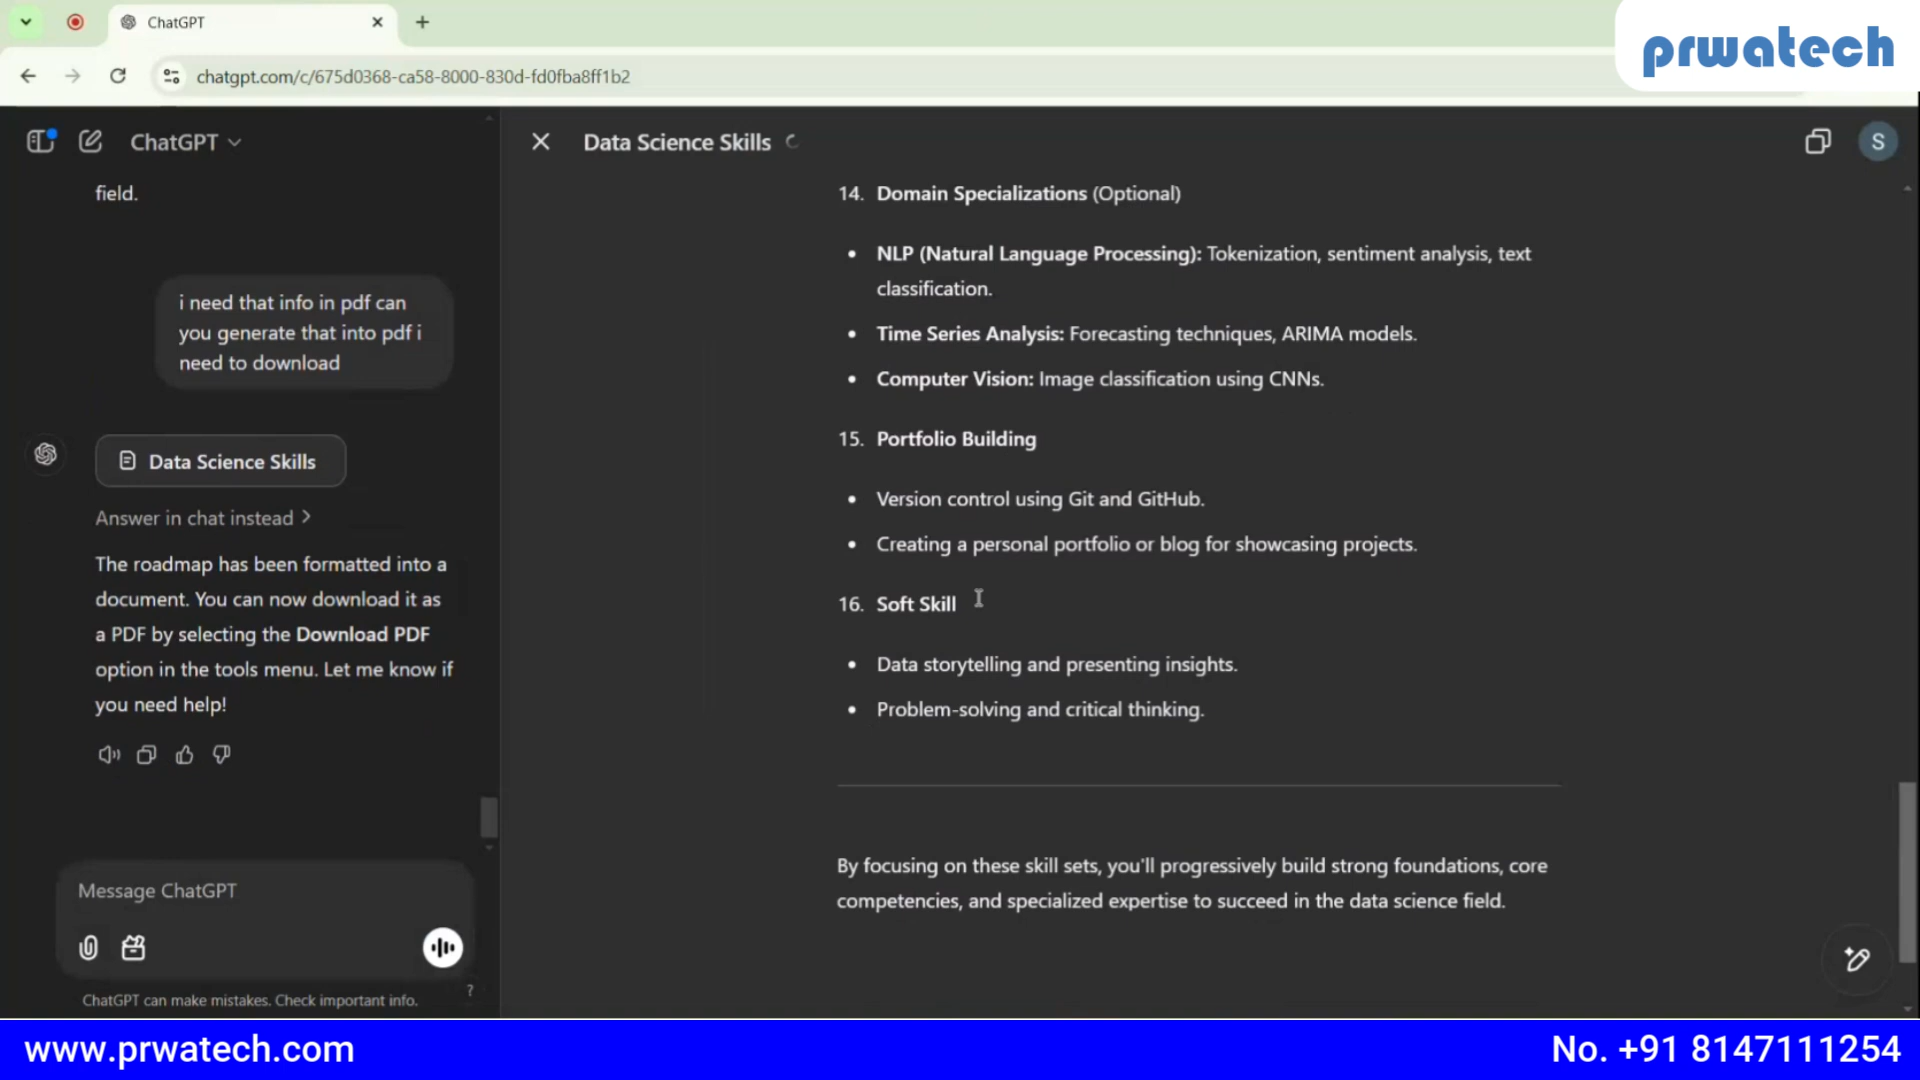 ChatGPT
prwatech
chatgpt.com/c/675d0368-ca58-8000-830d-fd0fba8ff1b2
ChatGPT
field.
i need that info in pdf can
you generate that into pdf i
need to download
Data Science Skills
Answer in chat instead >
The roadmap has been formatted into a
document. You can now download it as
a PDF by selecting the Download PDF
option in the tools menu. Let me know if
you need help!
Message ChatGPT
ChatGPT can make mistakes. Check important info.
?
Data Science Skills
S
14. Domain Specializations (Optional)
• NLP (Natural Language Processing): Tokenization, sentiment analysis, text
classification.
• Time Series Analysis: Forecasting techniques, ARIMA models.
• Computer Vision: Image classification using CNNs.
15. Portfolio Building
• Version control using Git and GitHub.
• Creating a personal portfolio or blog for showcasing projects.
16. Soft Skill
• Data storytelling and presenting insights.
• Problem-solving and critical thinking.
By focusing on these skill sets, you'll progressively build strong foundations, core
competencies, and specialized expertise to succeed in the data science field.
www.prwatech.com
No. +91 8147111254